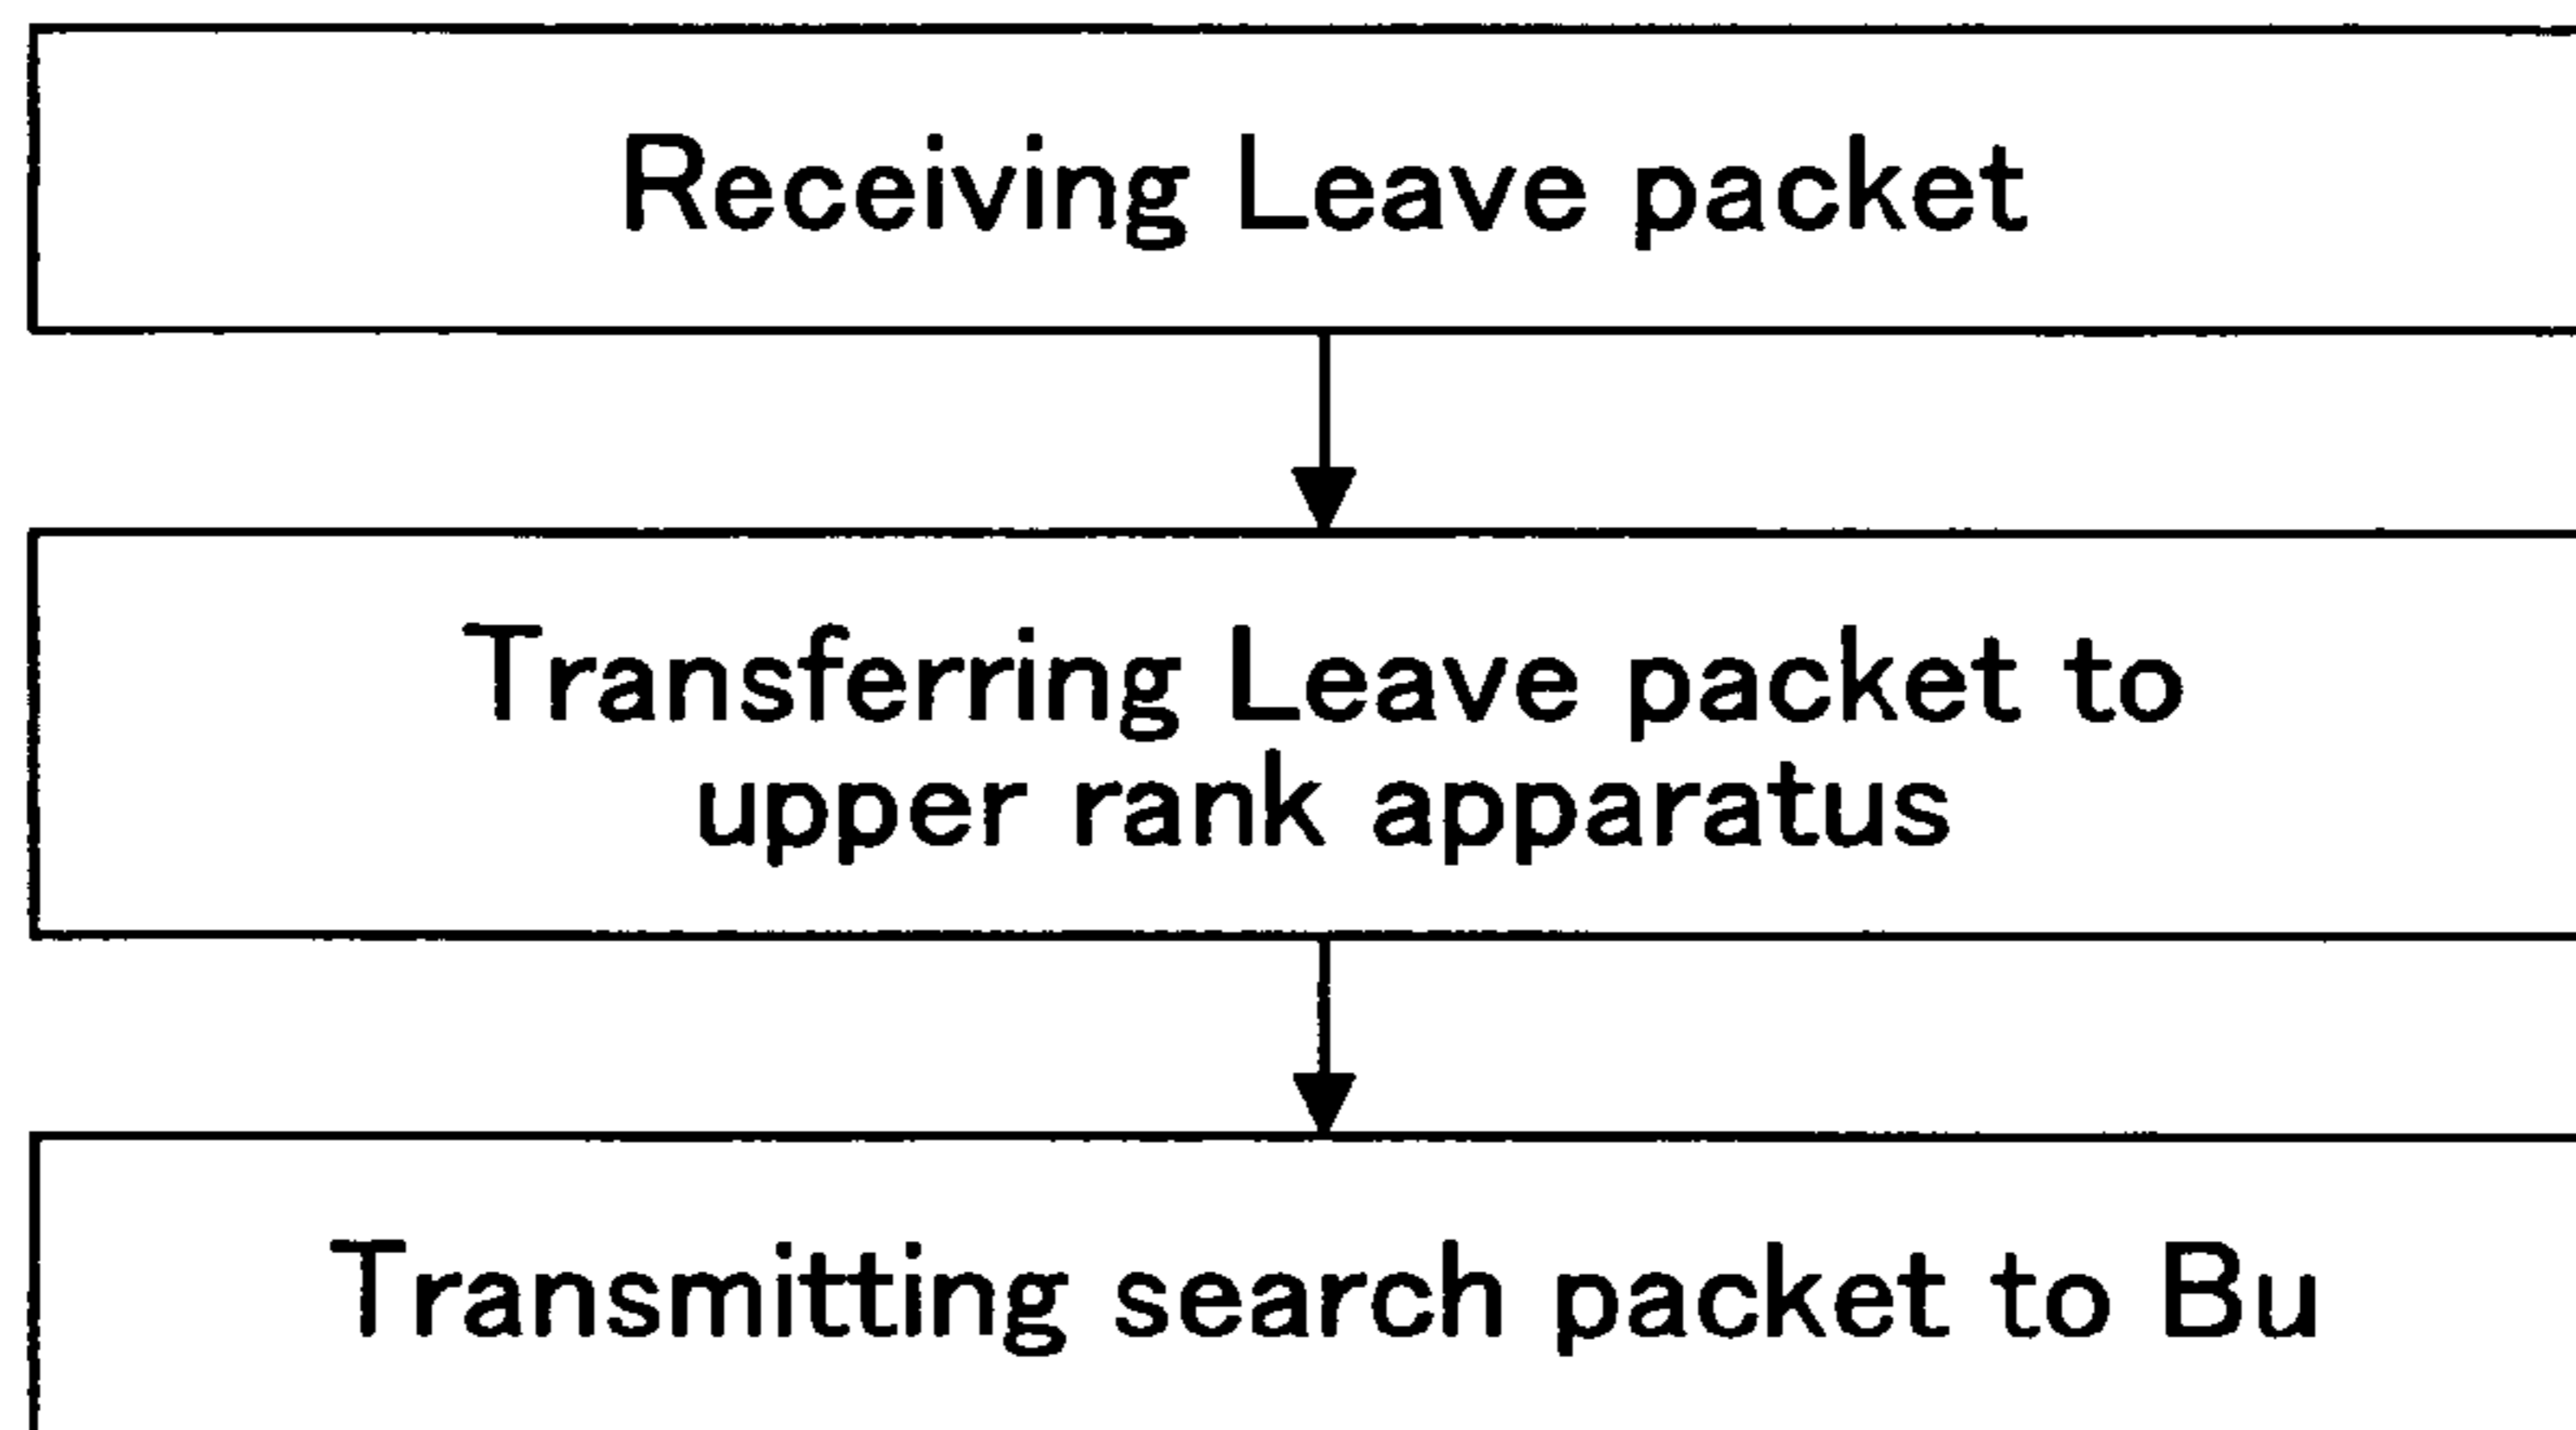 Receiving Leave packet
Transferring Leave packet to
upper rank apparatus
Transmitting search packet to Bu